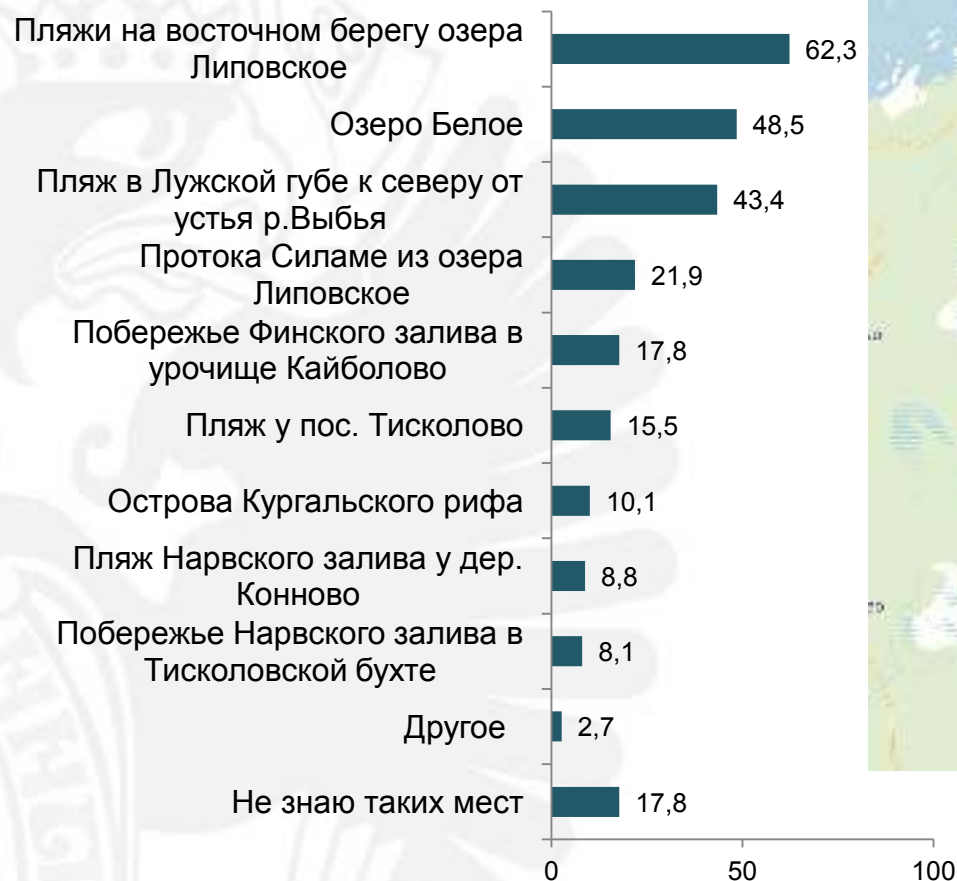 Пляжи на восточном берегу озера
Липовское
62,3
Озеро Белое
48,5
Пляж в Лужской губе к северу от
устья р.Выбья
43,4
Протока Силаме из озера
Липовское
21,9
Побережье Финского залива в
урочище Кайболово
17,8
Пляж у пос. Тисколово
15,5
Острова Кургальского рифа
10,1
Пляж Нарвского залива у дер.
Конново
8,8
Побережье Нарвского залива в
Тисколовской бухте
8,1
Другое
2,7
Не знаю таких мест
17,8
0 50 100